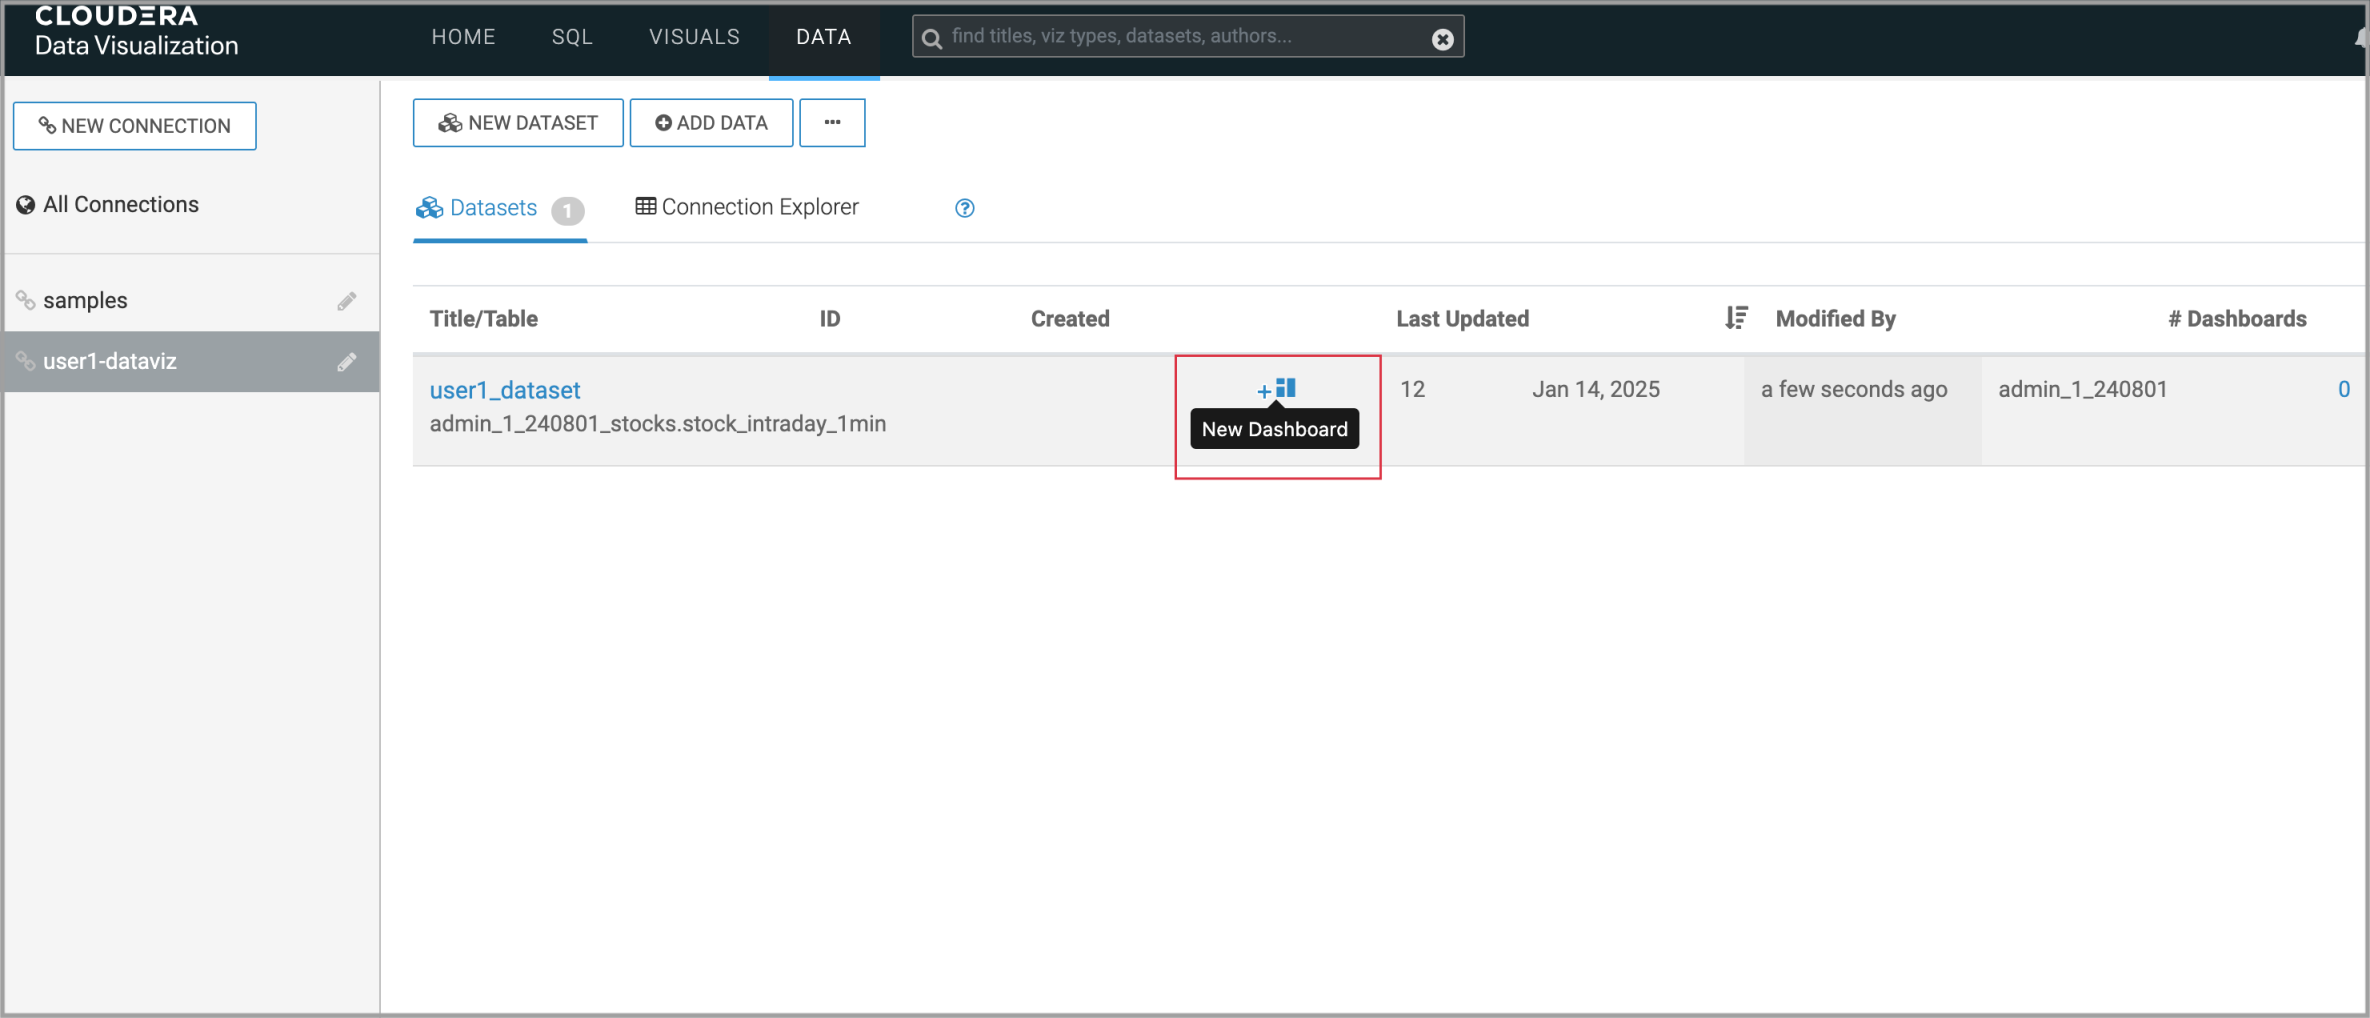 CLOUDERA
Data Visualization
HOME SQL VISUALS DATA
find titles, viz types, datasets, authors...
NEW CONNECTION
All Connections
samples
user1-dataviz
NEW DATASET ADD DATA ...
Datasets 1 Connection Explorer ?
Title/Table ID Created Last Updated Modified By # Dashboards
user1_dataset 12 Jan 14, 2025 a few seconds ago admin_1_240801 0
admin_1_240801_stocks.stock_intraday_1min
New Dashboard